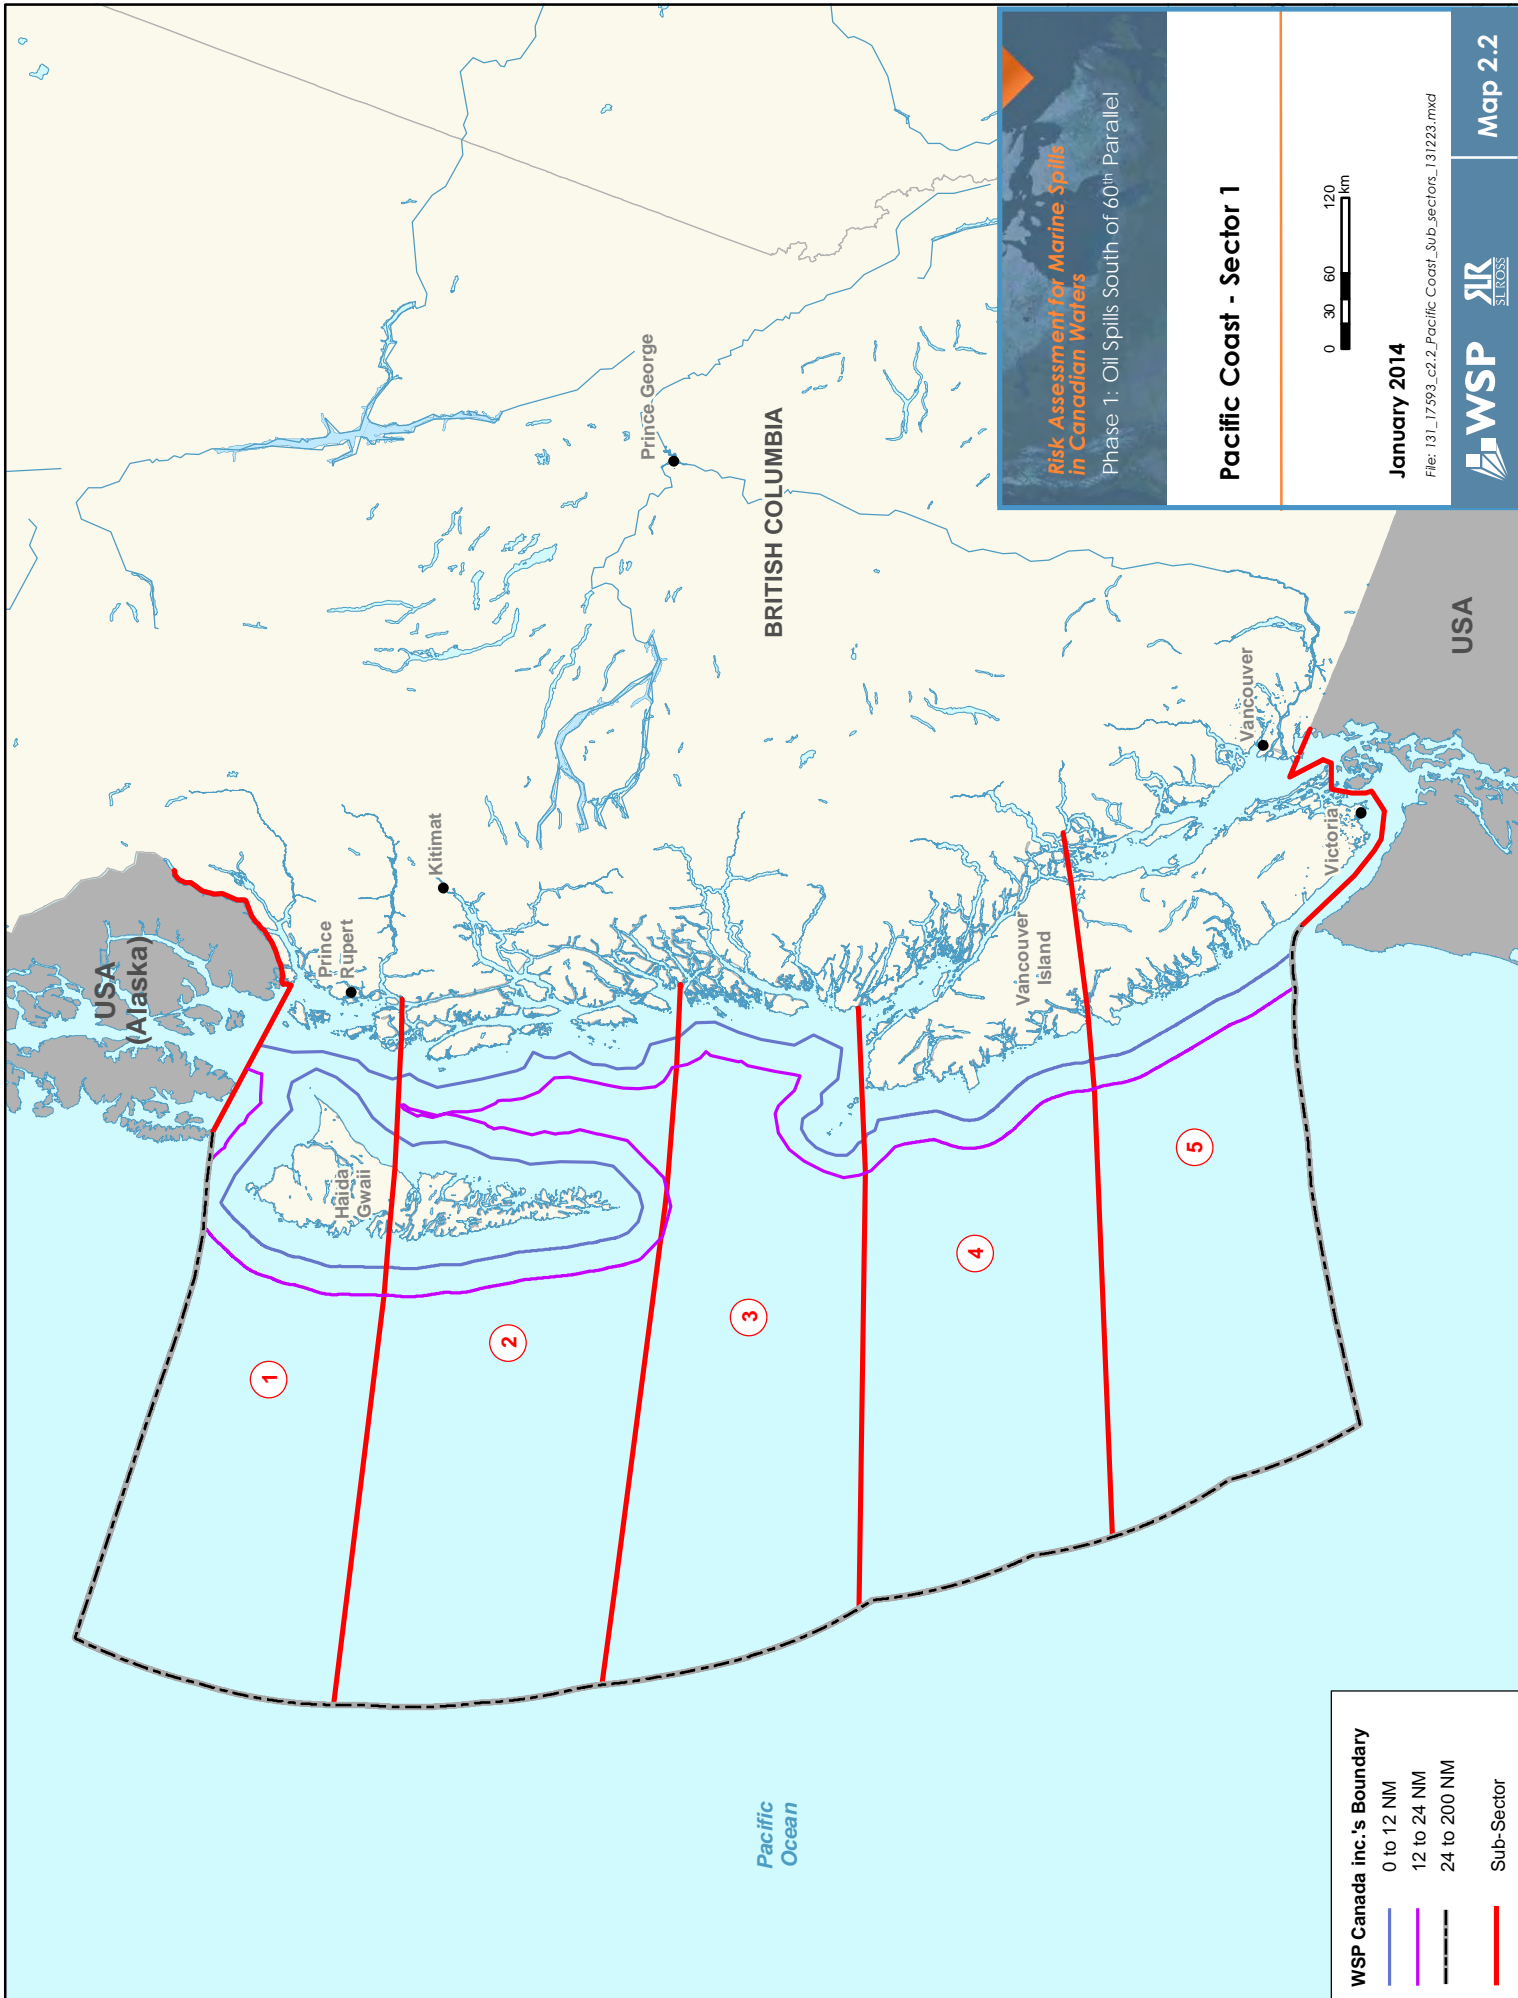 USA
(Alaska)
Prince
Rupert
Kitimat
Prince George
BRITISH COLUMBIA
Haida
Gwaii
Vancouver
Island
Vancouver
Victoria
USA
Pacific
Ocean
1
2
3
4
5
WSP Canada inc.'s Boundary
0 to 12 NM
12 to 24 NM
24 to 200 NM
Sub-Sector
Risk Assessment for Marine Spills
in Canadian Waters
Phase 1: Oil Spills South of 60th Parallel
Pacific Coast - Sector 1
0 30 60 120
km
January 2014
File: 131_17593_c2.2_Pacific Coast_Sub_sectors_131223.mxd
WSP
SLR
SL ROSS
Map 2.2